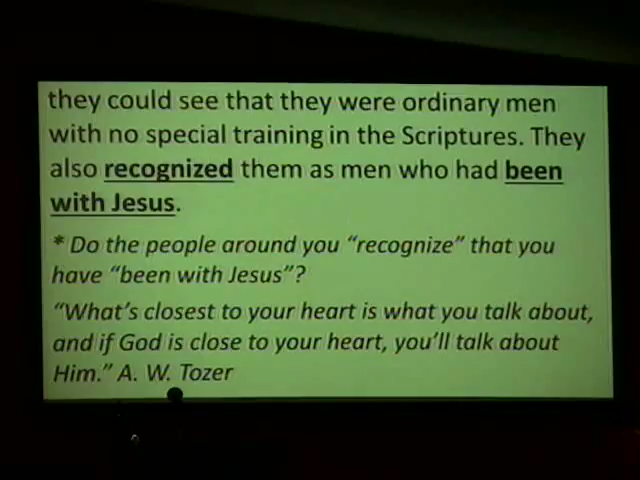 they could see that they were ordinary men
with no special training in the Scriptures. They
also recognized them as men who had been
with Jesus.
* Do the people around you “recognize” that you
have “been with Jesus”?
“What’s closest to your heart is what you talk about,
and if God is close to your heart, you’ll talk about
Him.” A. W. Tozer